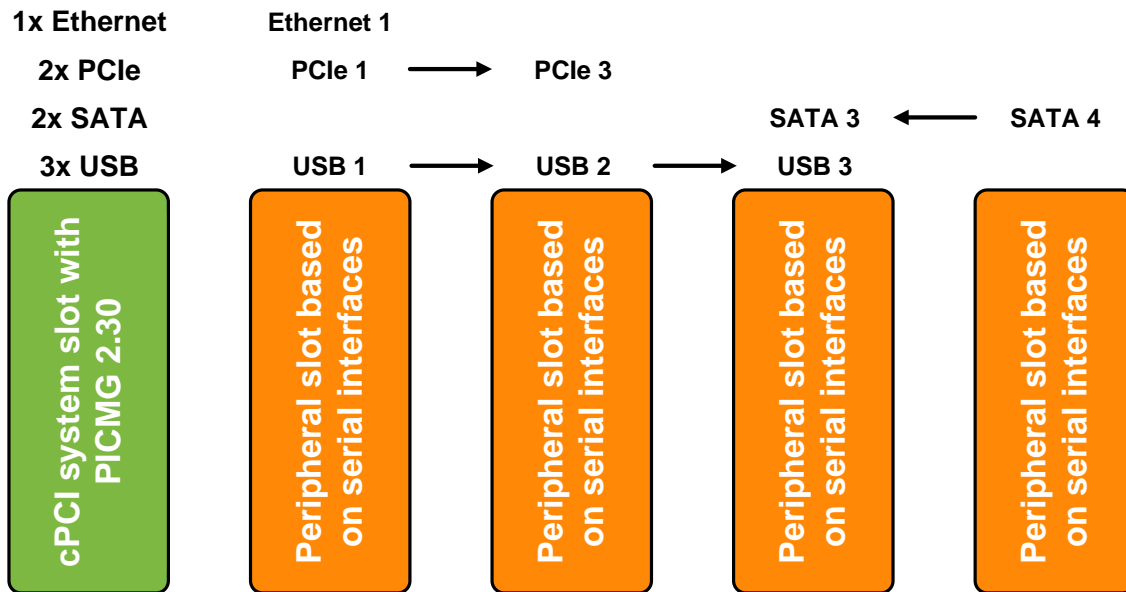 1x Ethernet Ethernet 1
2x PCIe PCIe 1 PCIe 3
2x SATA SATA 3 SATA 4
3x USB USB 1 USB 2 USB 3
cPCI system slot with
PICMG 2.30
Peripheral slot based
on serial interfaces
Peripheral slot based
on serial interfaces
Peripheral slot based
on serial interfaces
Peripheral slot based
on serial interfaces